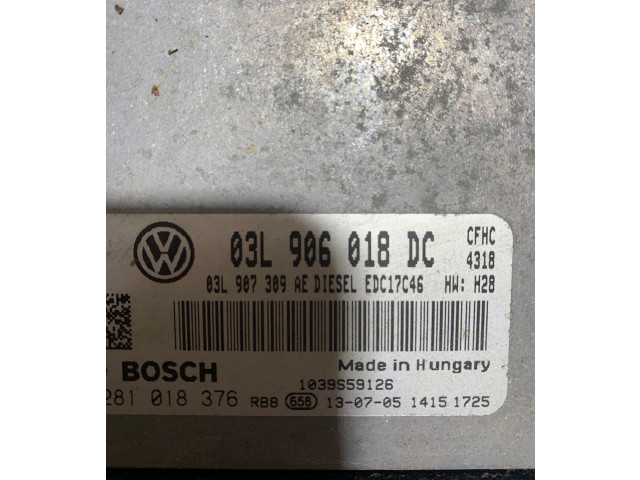 03L 906 018 DC
CFHC
4318
03L 907 309 AE DIESEL EDC17C46 HW: H28
BOSCH
Made in Hungary
1039S59126
281 018 376 RB8 65B 13-07-05 1415 1725